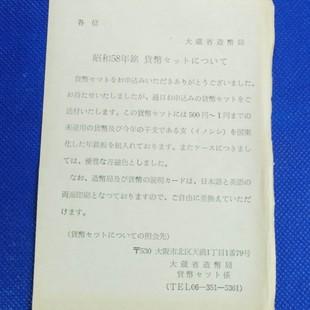 各位
大蔵省造幣局
昭和58年銘 貨幣セットについて
貨幣セットをお申込みいただきありがとうございました。
お待たせいたしましたが、過日お申込みの貨幣セットをご
送付いたします。この貨幣セットには500円~1円までの
未使用の貨幣及び今年の干支である亥(イノシシ)を図案
化した年銘板を組入れております。またケースにつきまし
ては、優雅な青磁色としました。
なお、造幣局及び貨幣の説明カードは、日本語と英語の
両面印刷となつておりますので、ご自由に差換えていただ
けます。
(貨幣セットについての照会先)
〒530 大阪市北区天満1丁目1番79号
大蔵省造幣局
貨幣セット係
(TEL06-351-5361)